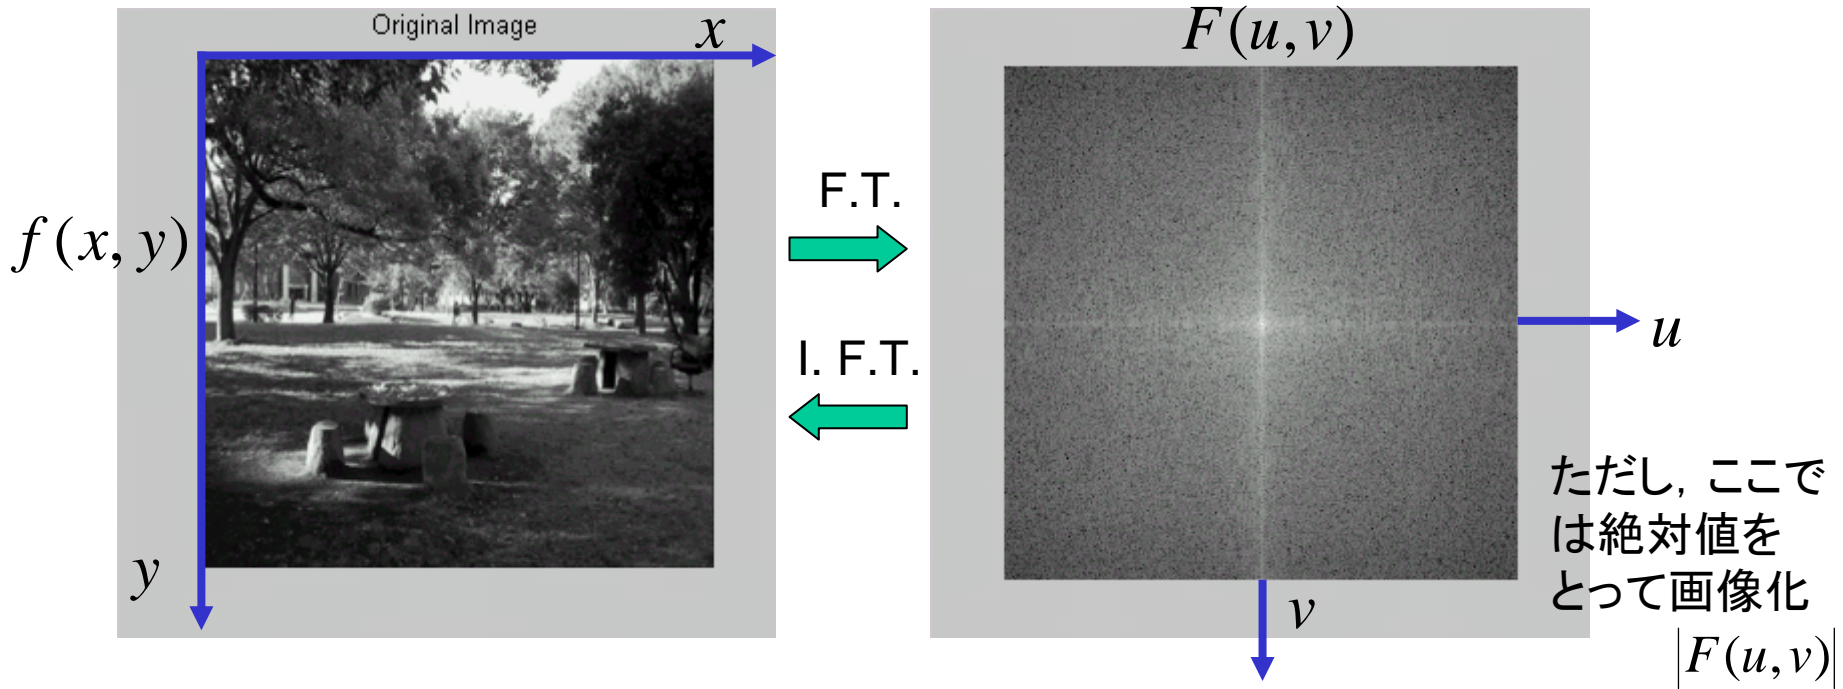 Original Image
x
f(x, y)
y
F.T.
I. F.T.
F(u, v)
u
v
ただし, ここで
は絶対値を
とって画像化
|F(u, v)|